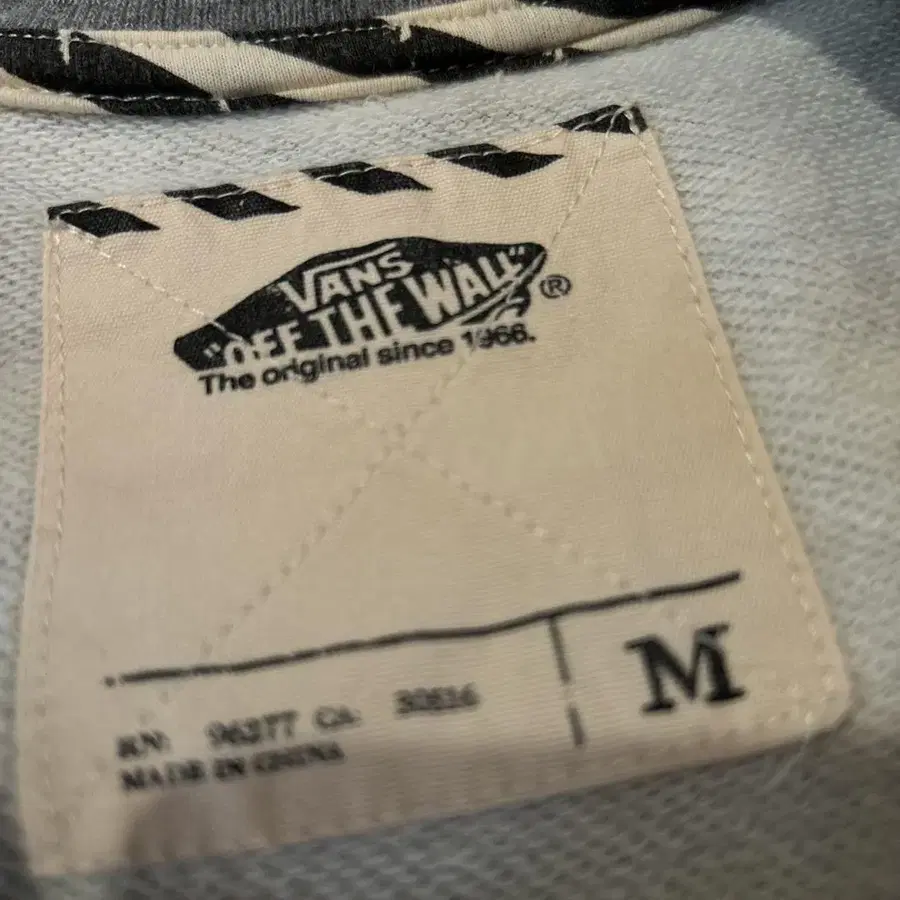 VANS
"OFF THE WALL" ®
The original since 1966.
RN: 96277 CA: 30516
MADE IN CHINA
M